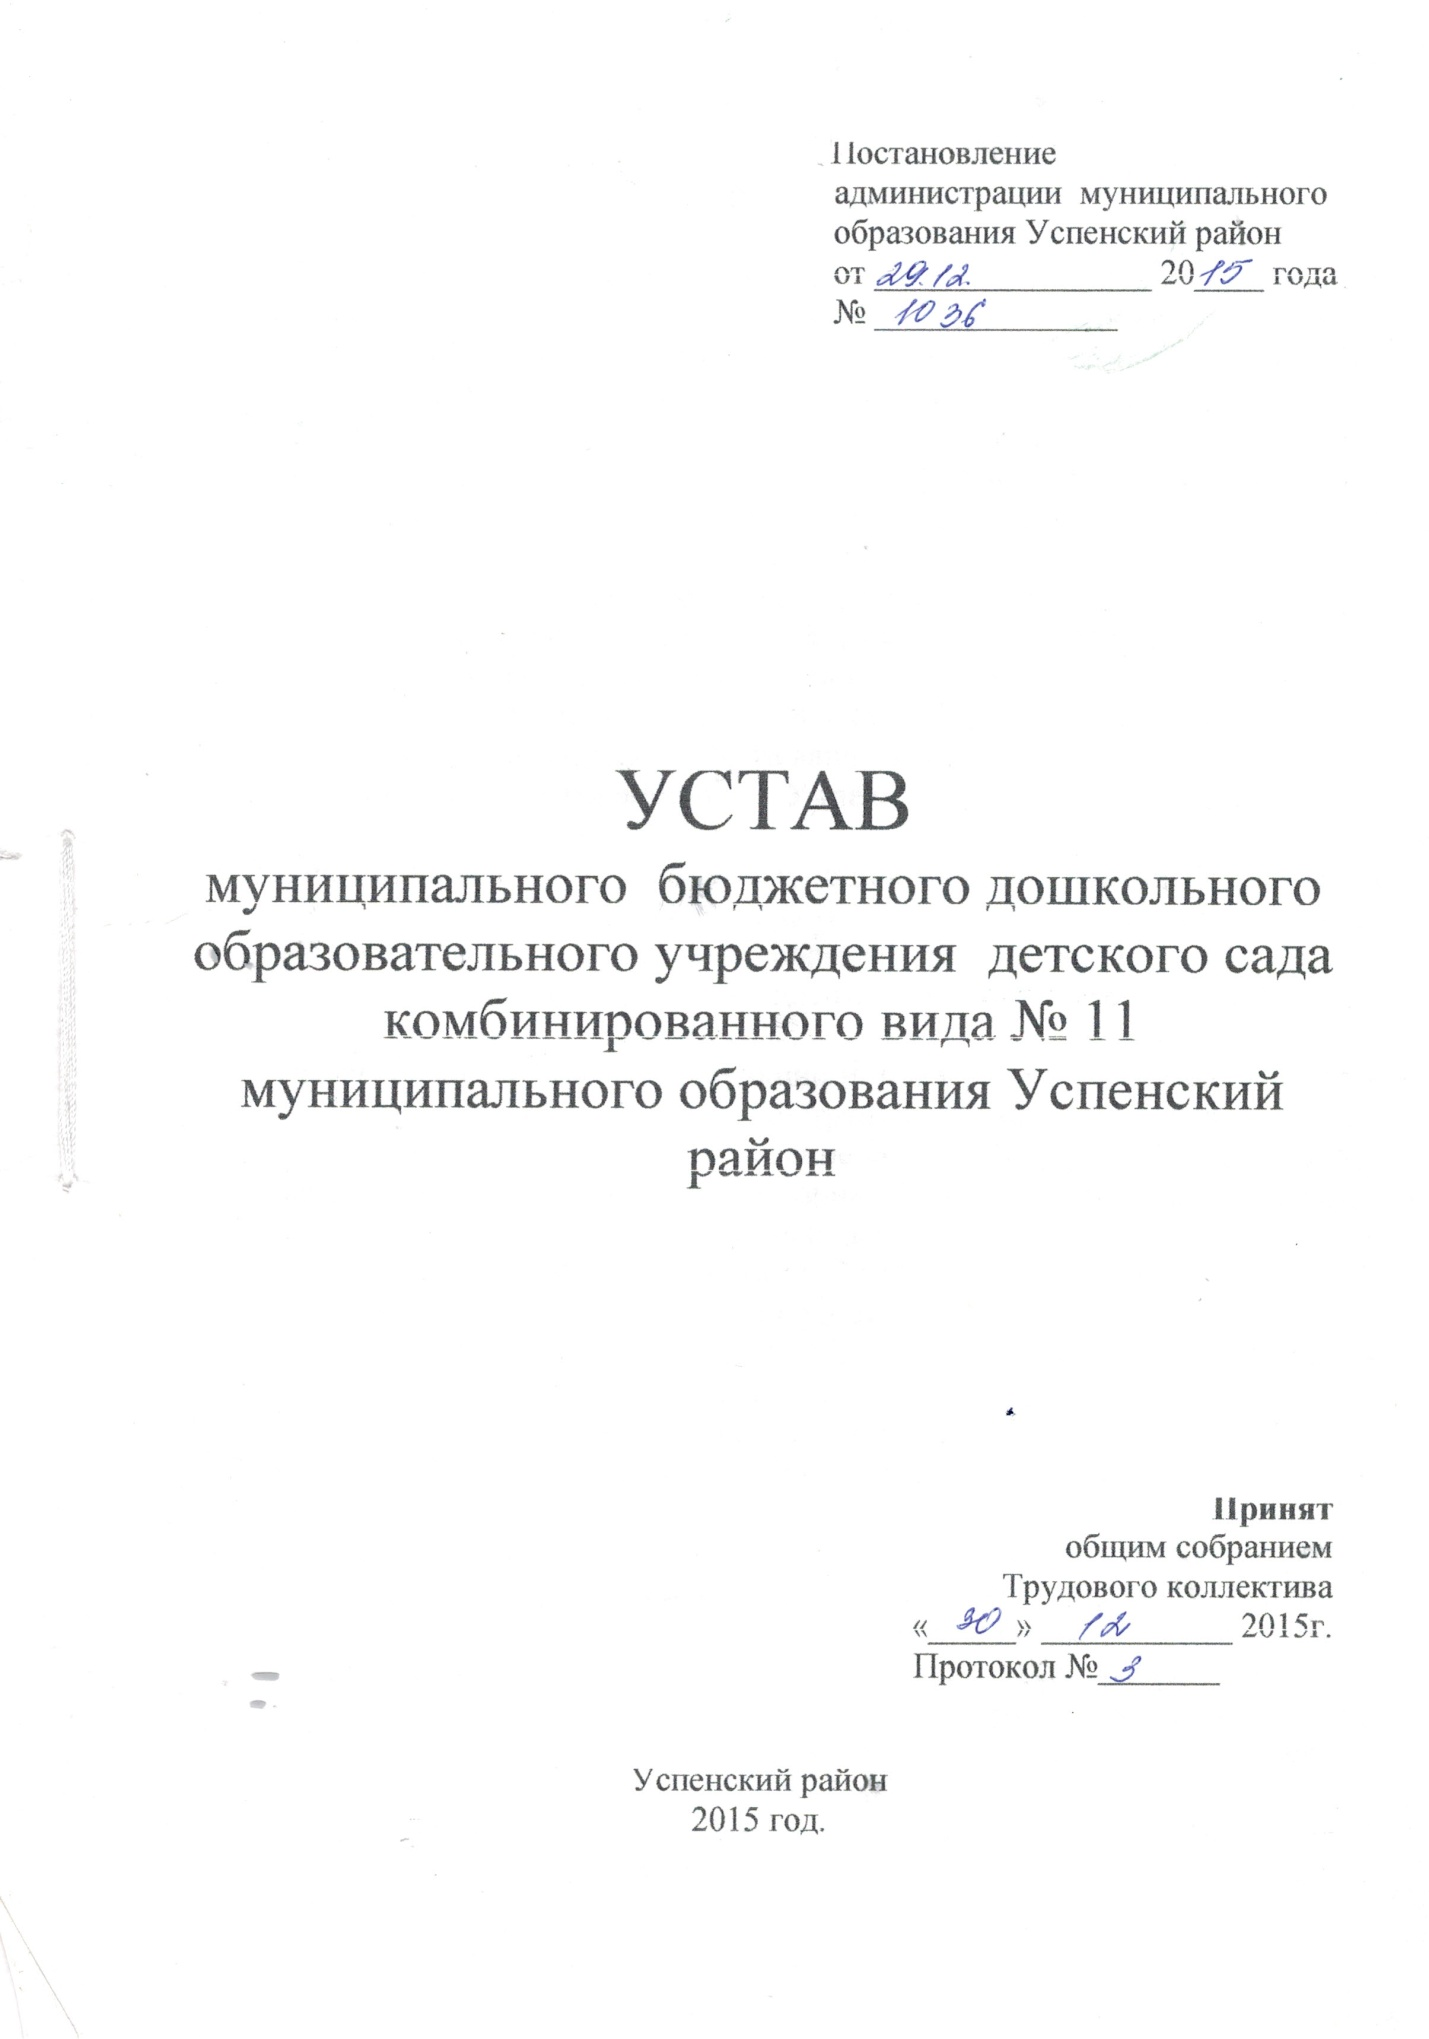 Постановление
администрации муниципального
образования Успенский район
от 29.12. 2015 года
№ 1036
УСТАВ
муниципального бюджетного дошкольного
образовательного учреждения детского сада
комбинированного вида № 11
муниципального образования Успенский
район
Принят
общим собранием
Трудового коллектива
«30» 12 2015г.
Протокол № 3
Успенский район
2015 год.